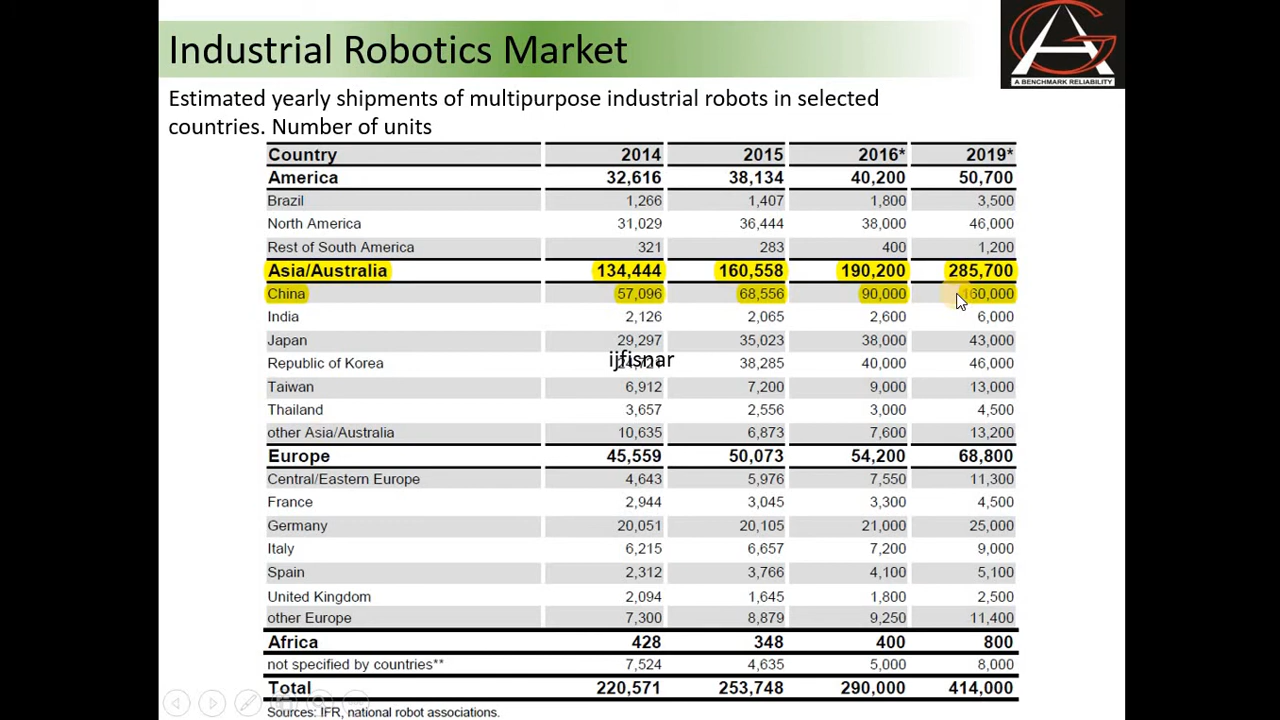 Industrial Robotics Market
A BENCHMARK RELIABILITY
Estimated yearly shipments of multipurpose industrial robots in selected
countries. Number of units
Country 2014 2015 2016* 2019*
America 32,616 38,134 40,200 50,700
Brazil 1,266 1,407 1,800 3,500
North America 31,029 36,444 38,000 46,000
Rest of South America 321 283 400 1,200
Asia/Australia 134,444 160,558 190,200 285,700
China 57,096 68,556 90,000 160,000
India 2,126 2,065 2,600 6,000
Japan 29,297 35,023 38,000 43,000
ijfisnar
Republic of Korea 38,285 40,000 46,000
Taiwan 6,912 7,200 9,000 13,000
Thailand 3,657 2,556 3,000 4,500
other Asia/Australia 10,635 6,873 7,600 13,200
Europe 45,559 50,073 54,200 68,800
Central/Eastern Europe 4,643 5,976 7,550 11,300
France 2,944 3,045 3,300 4,500
Germany 20,051 20,105 21,000 25,000
Italy 6,215 6,657 7,200 9,000
Spain 2,312 3,766 4,100 5,100
United Kingdom 2,094 1,645 1,800 2,500
other Europe 7,300 8,879 9,250 11,400
Africa 428 348 400 800
not specified by countries** 7,524 4,635 5,000 8,000
Total 220,571 253,748 290,000 414,000
Sources: IFR, national robot associations.